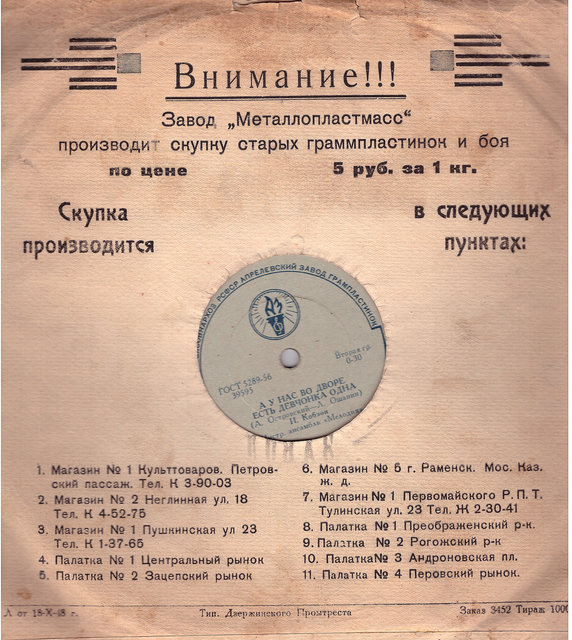 Внимание!!!
Завод „Металлопластмасс“
производит скупку старых граммпластинок и боя
по цене 5 руб. за 1 кг.
Скупка производится
в следующих пунктах:
РСФСР АПРЕЛЕВСКИЙ ЗАВОД ГРАМПЛАСТИНОК
ГОСТ 5289-56
39595
Вторая гр.
0-30
А У НАС ВО ДВОРЕ
ЕСТЬ ДЕВЧОНКА ОДНА
(А. Островский—Л. Ошанин)
И. Кобзон
ансамбль «Мелодия»
1. Магазин № 1 Культтоваров. Петров-
ский пассаж. Тел. К 3-90-03
2. Магазин № 2 Неглинная ул. 18
Тел. К 4-52-75
3. Магазин № 1 Пушкинская ул 23
Тел. К 1-37-65
4. Палатка № 1 Центральный рынок
5. Палатка № 2 Зацепский рынок
6. Магазин № 5 г. Раменск. Мос. Каз.
ж. д.
7. Магазин № 1 Первомайского Р. П. Т.
Тулинская ул. 23 Тел. Ж 2-30-41
8. Палатка № 1 Преображенский р-к.
9. Палатка № 2 Рогожский р-к
10. Палатка № 3 Андроновская пл.
11. Палатка № 4 Перовский рынок.
Л от 18-X-48 г.
Тип. Дзержинского Промтреста
Заказ 3452 Тираж 1000